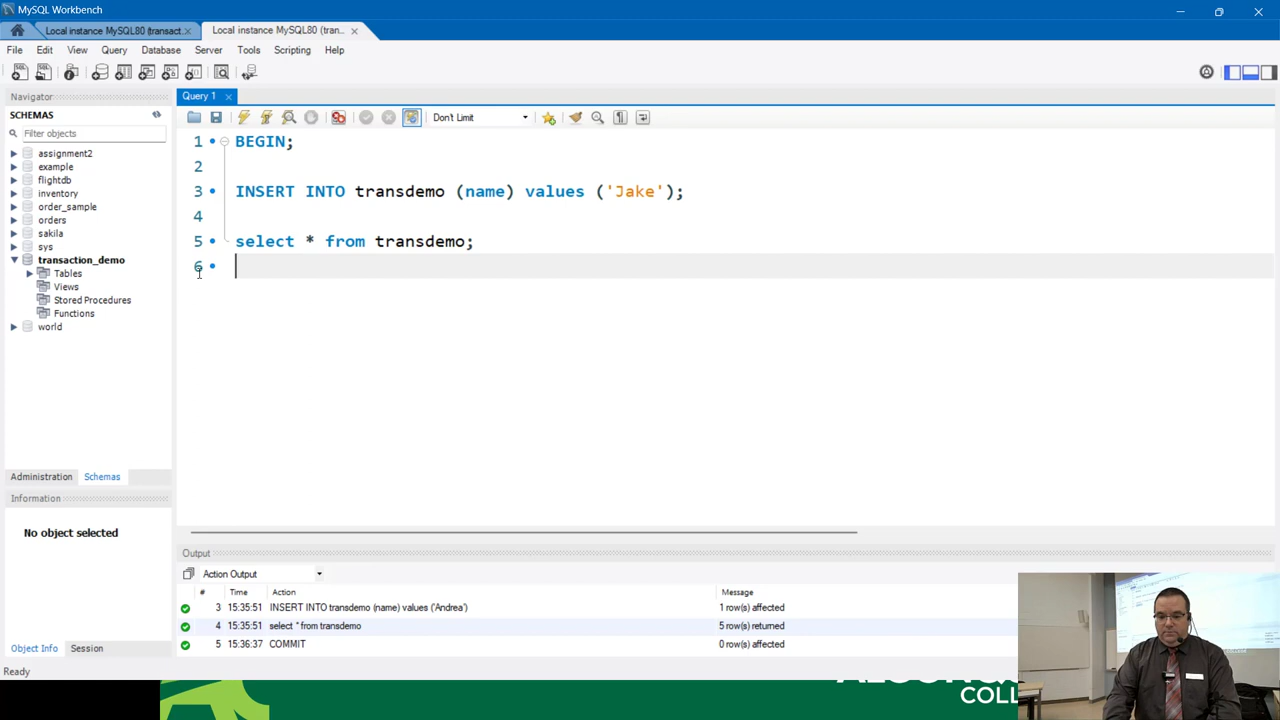 MySQL Workbench
Local instance MySQL80 (transact...
Local instance MySQL80 (tran...
File Edit View Query Database Server Tools Scripting Help
Navigator
SCHEMAS
Filter objects
assignment2
example
flightdb
inventory
order_sample
orders
sakila
sys
transaction_demo
Tables
Views
Stored Procedures
Functions
world
Administration Schemas
Information
No object selected
Object Info Session
Ready
Query 1
Don't Limit
1 BEGIN;
2
3 INSERT INTO transdemo (name) values ('Jake');
4
5 select * from transdemo;
6
Output
Action Output
# Time Action Message
3 15:35:51 INSERT INTO transdemo (name) values ('Andrea') 1 row(s) affected
4 15:35:51 select * from transdemo 5 row(s) returned
5 15:36:37 COMMIT 0 row(s) affected
COLL